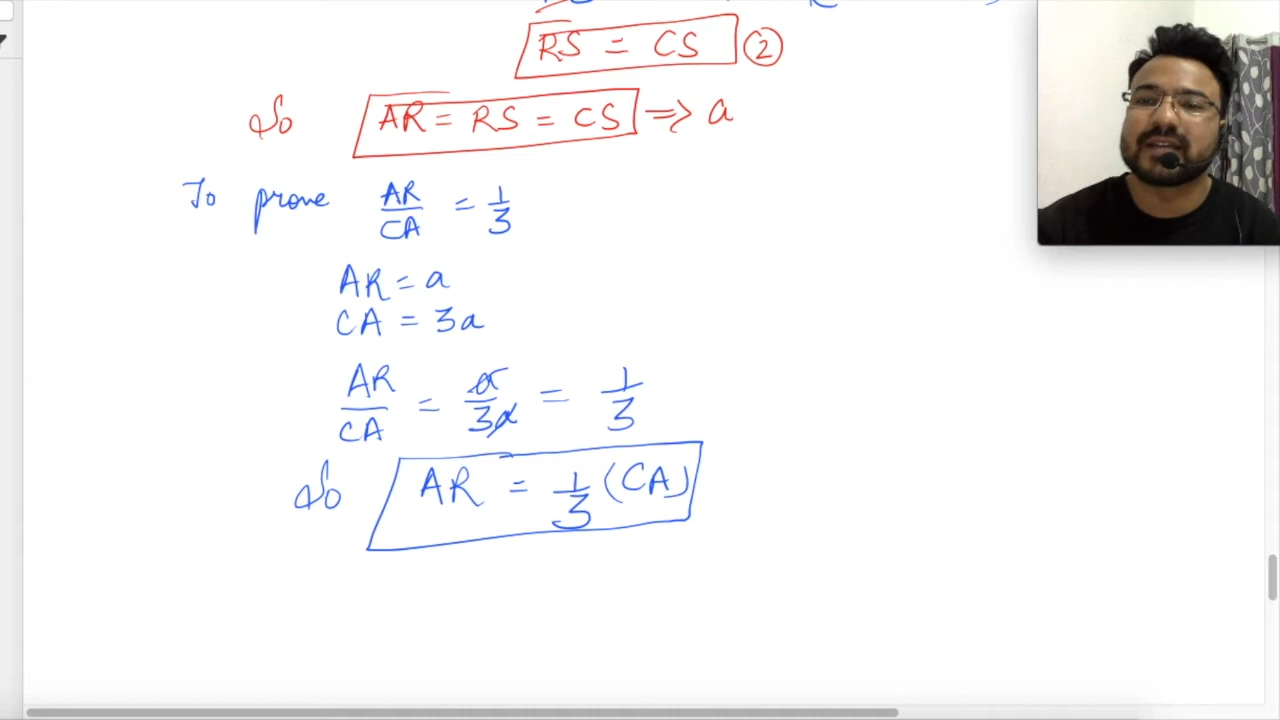 RS = CS ②
So AR = RS = CS => a
To prove AR/CA = 1/3
AR = a
CA = 3a
AR/CA = a/3a = 1/3
So AR = 1/3 (CA)